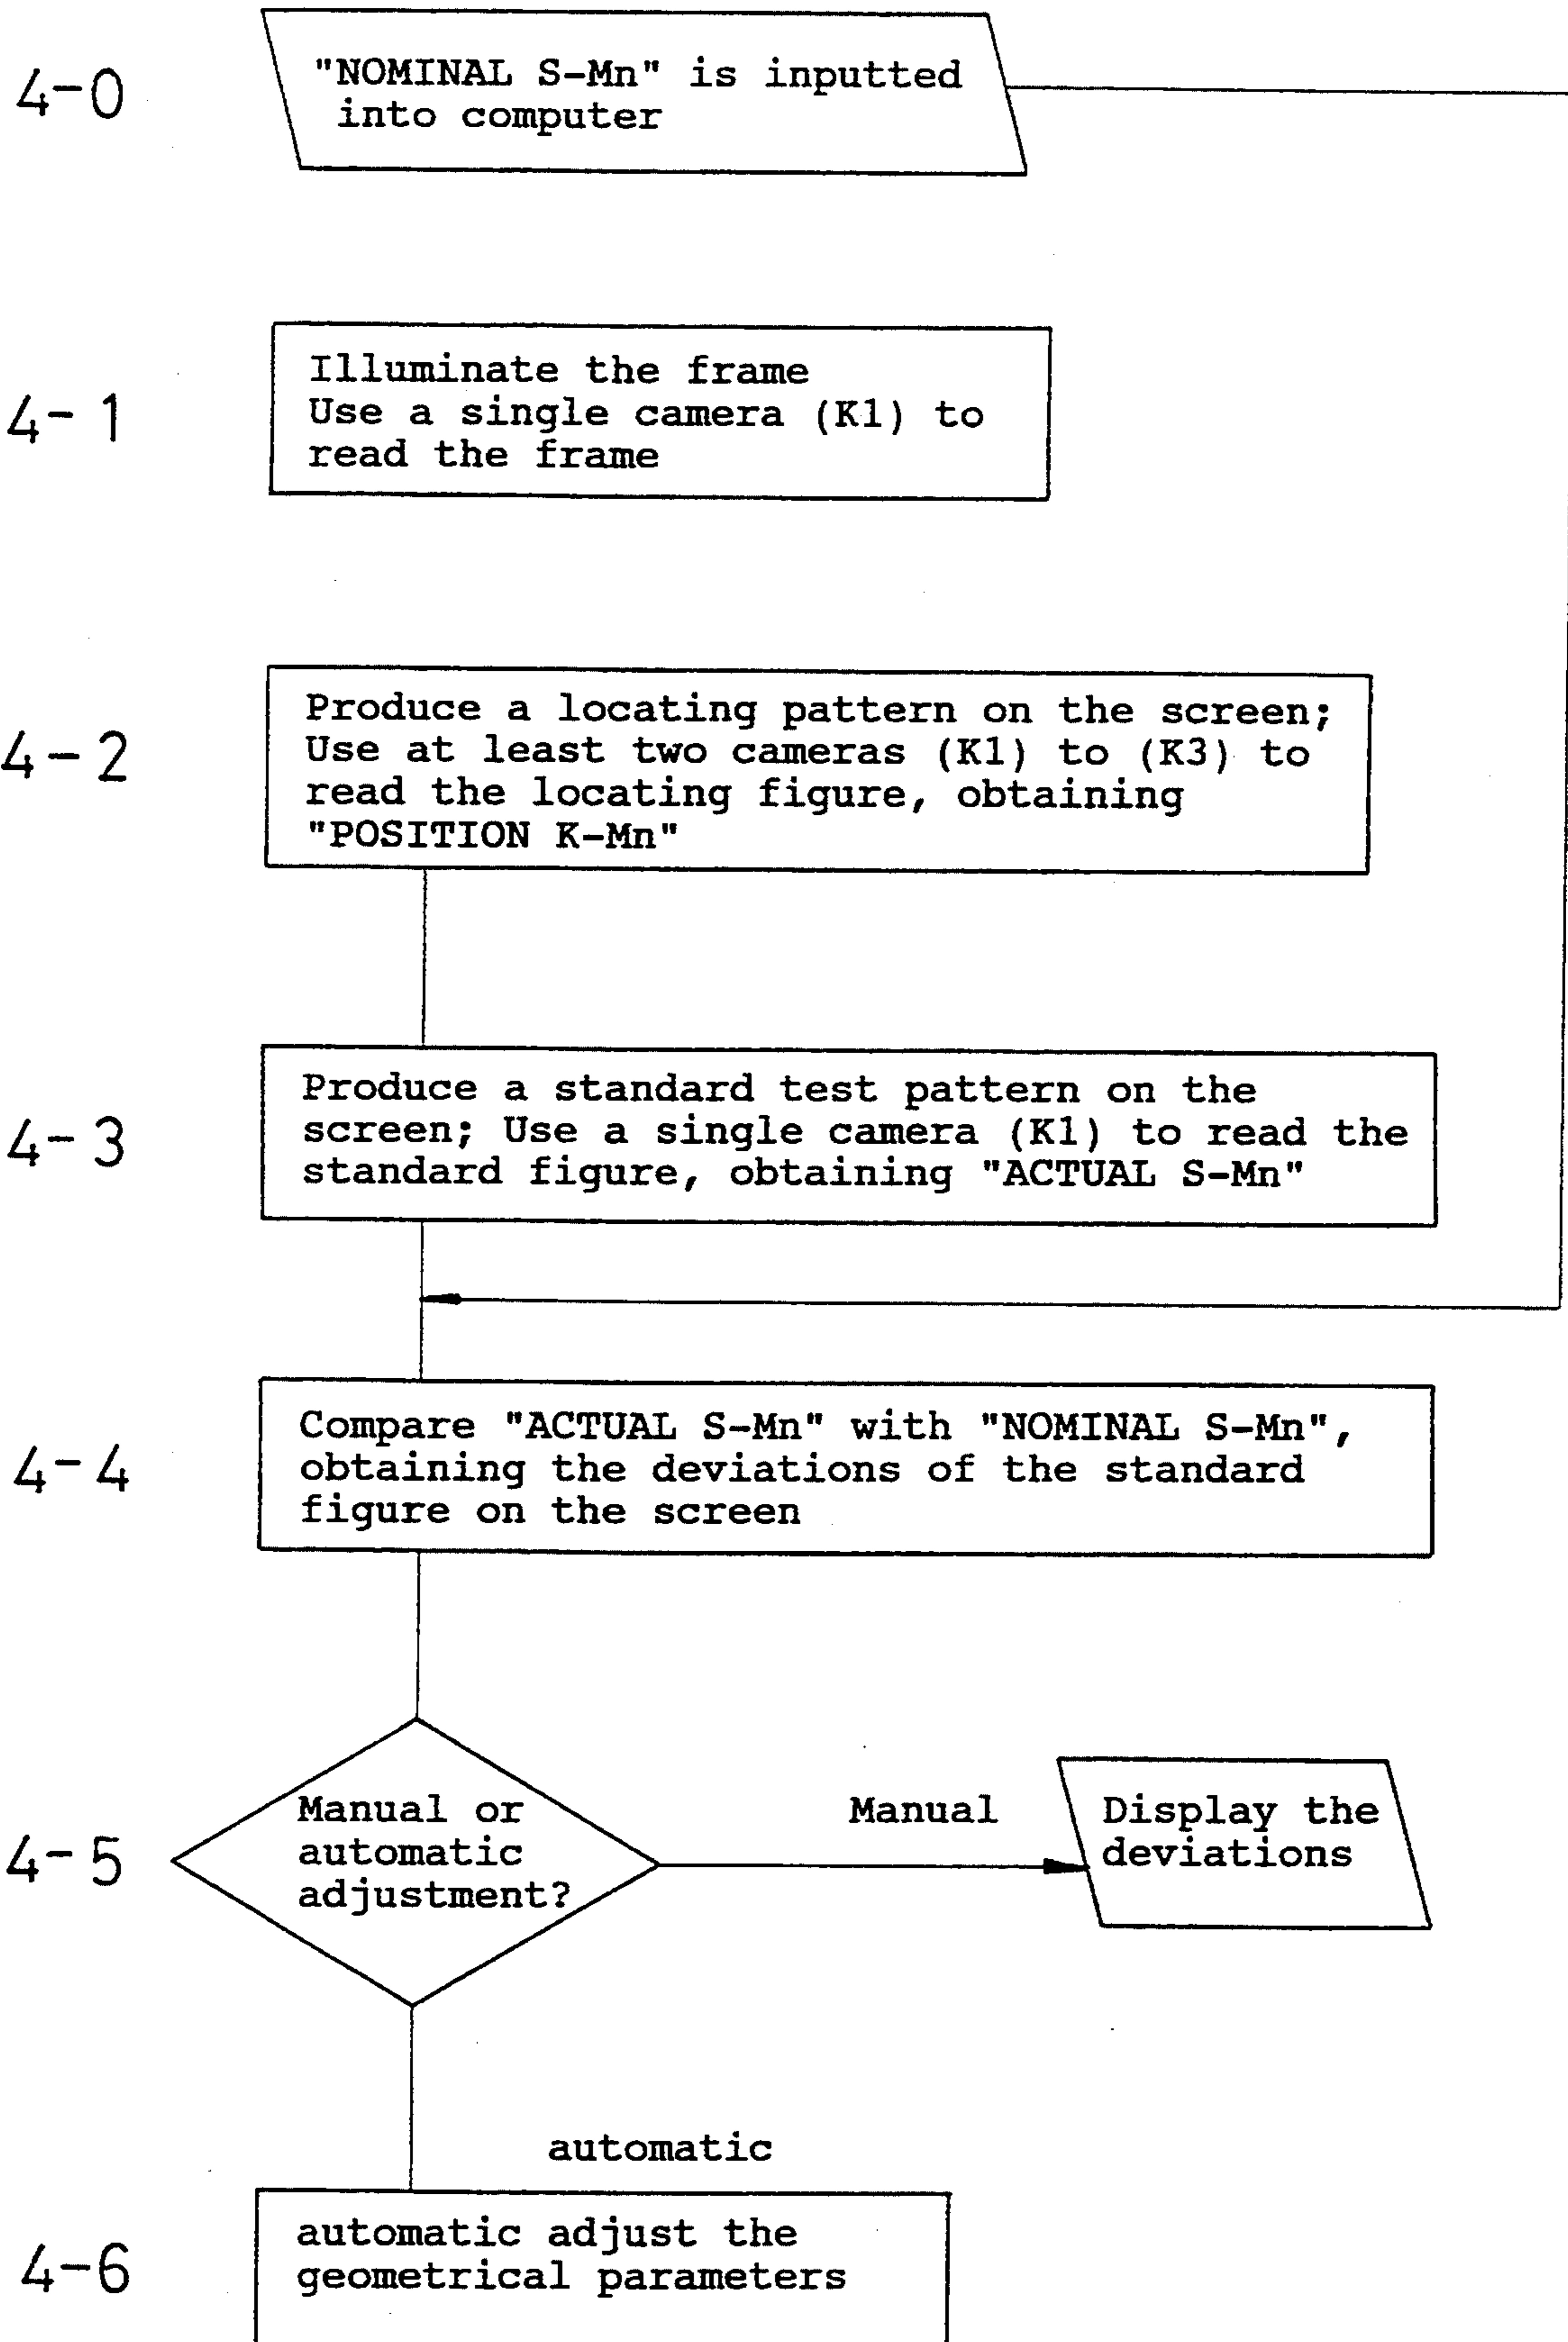 4-0
"NOMINAL S-Mn" is inputted
into computer
4-1
Illuminate the frame
Use a single camera (K1) to
read the frame
4-2
Produce a locating pattern on the screen;
Use at least two cameras (K1) to (K3) to
read the locating figure, obtaining
"POSITION K-Mn"
4-3
Produce a standard test pattern on the
screen; Use a single camera (K1) to read the
standard figure, obtaining "ACTUAL S-Mn"
4-4
Compare "ACTUAL S-Mn" with "NOMINAL S-Mn",
obtaining the deviations of the standard
figure on the screen
4-5
Manual or
automatic
adjustment?
Manual
Display the
deviations
automatic
4-6
automatic adjust the
geometrical parameters